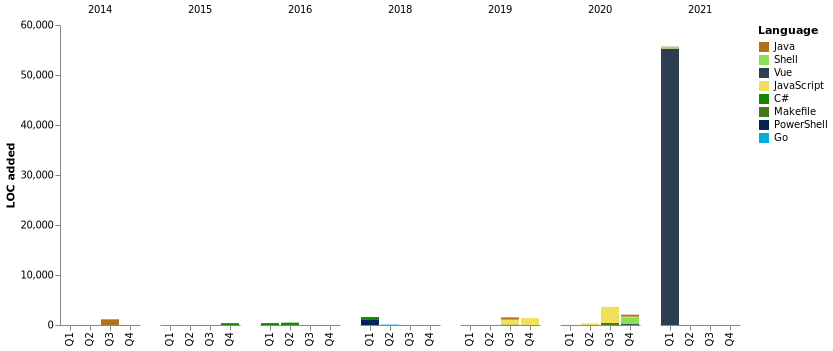 2014 2015 2016 2018 2019 2020 2021
60,000
50,000
40,000
30,000
20,000
10,000
0
LOC added
Q1 Q2 Q3 Q4 Q1 Q2 Q3 Q4 Q1 Q2 Q3 Q4 Q1 Q2 Q3 Q4 Q1 Q2 Q3 Q4 Q1 Q2 Q3 Q4 Q1 Q2 Q3 Q4
Language
Java
Shell
Vue
JavaScript
C#
Makefile
PowerShell
Go